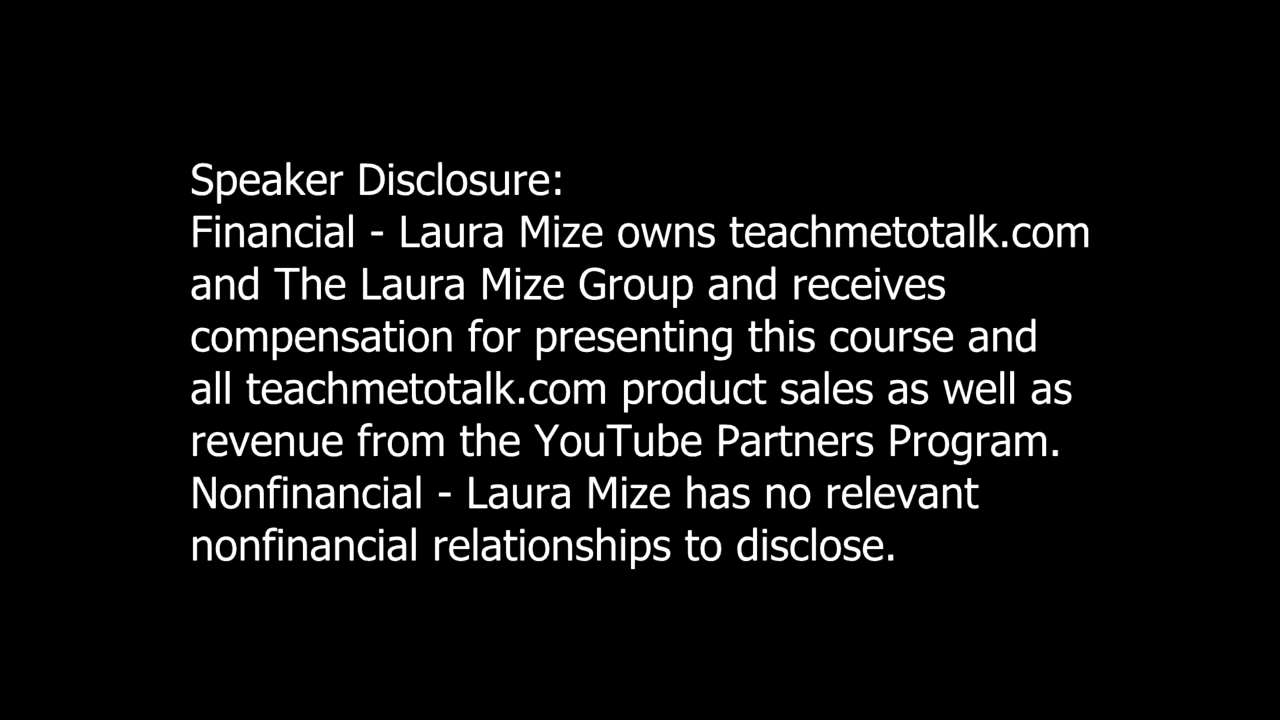 Speaker Disclosure:
Financial - Laura Mize owns teachmetotalk.com
and The Laura Mize Group and receives
compensation for presenting this course and
all teachmetotalk.com product sales as well as
revenue from the YouTube Partners Program.
Nonfinancial - Laura Mize has no relevant
nonfinancial relationships to disclose.